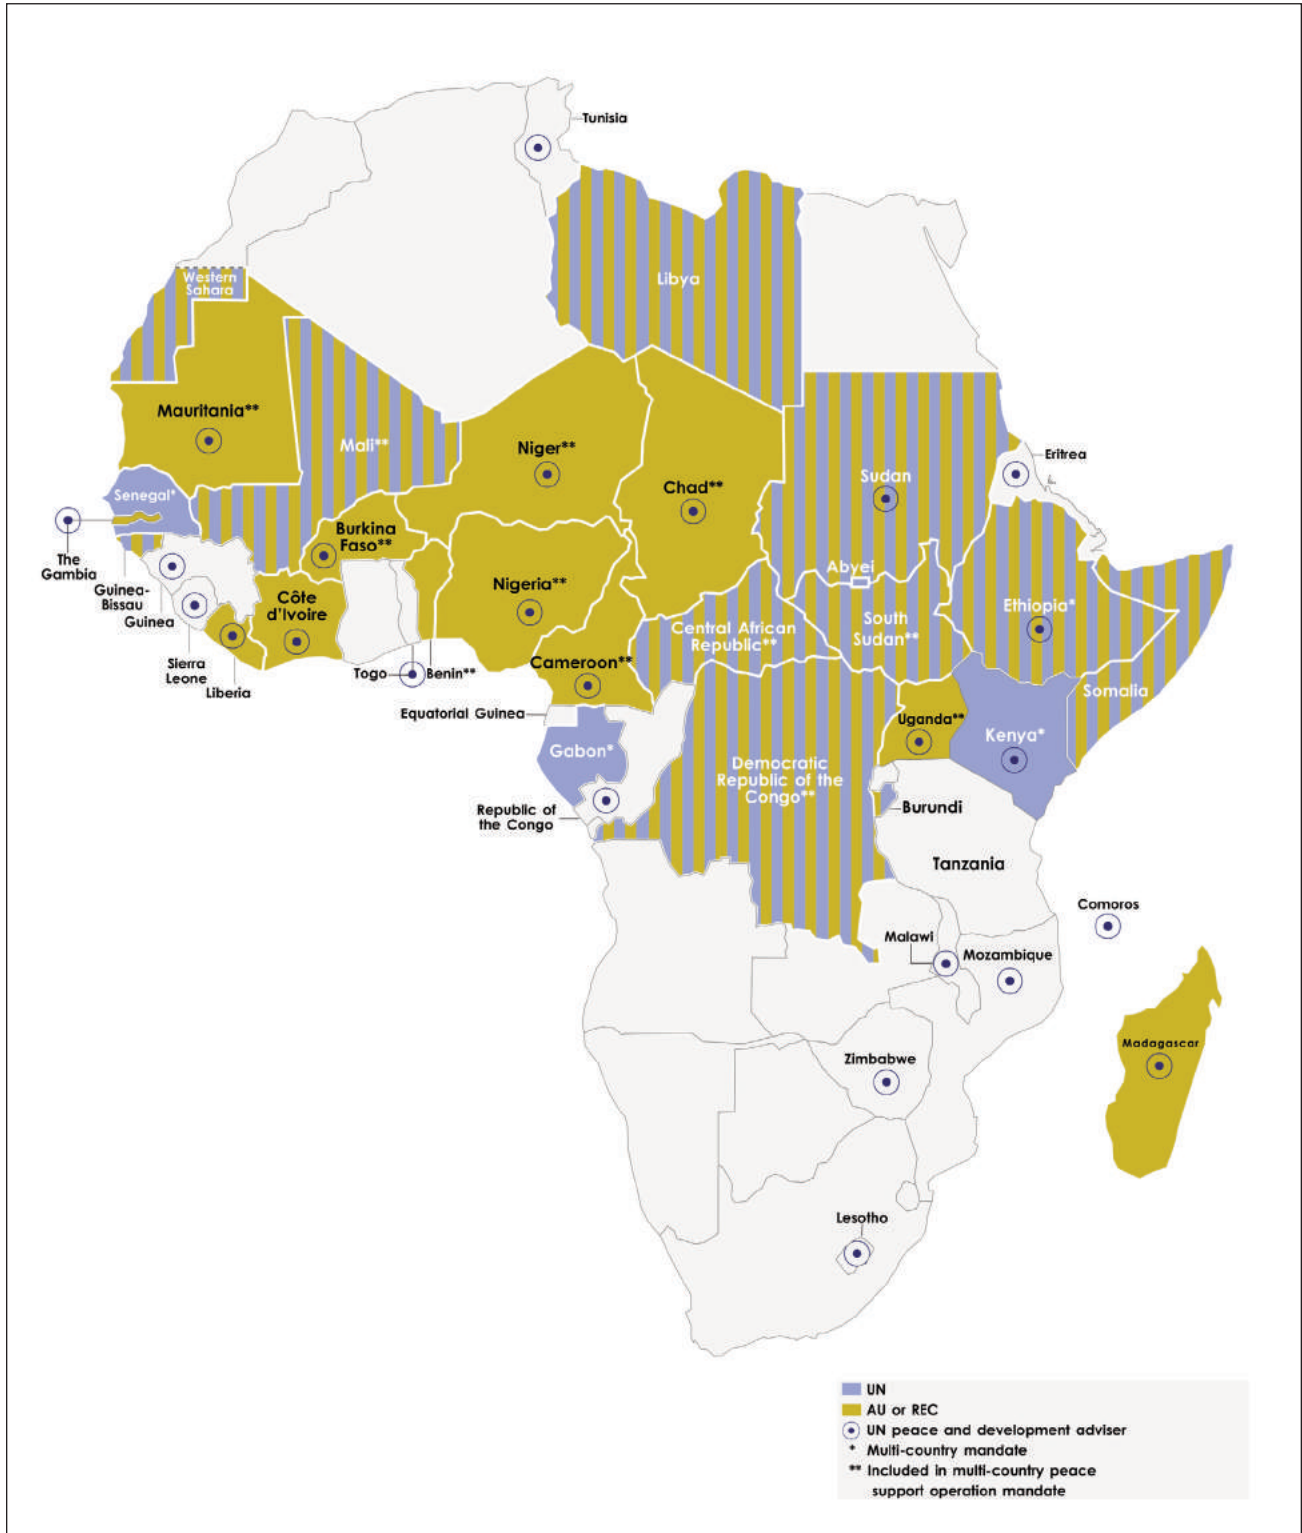 Tunisia
Western
Sahara
Libya
Mauritania**
Mali**
Niger**
Chad**
Sudan
Eritrea
Senegal*
The
Gambia
Guinea-
Bissau
Guinea
Burkina
Faso**
Nigeria**
Abyei
Ethiopia*
Côte
d'Ivoire
Central African
Republic**
South
Sudan**
Sierra
Leone
Liberia
Togo
Benin**
Cameroon**
Somalia
Equatorial Guinea
Uganda**
Kenya*
Gabon*
Democratic
Republic of the
Congo**
Republic of
the Congo
Burundi
Tanzania
Comoros
Malawi
Mozambique
Madagascar
Zimbabwe
Lesotho
UN
AU or REC
UN peace and development adviser
* Multi-country mandate
** Included in multi-country peace
support operation mandate